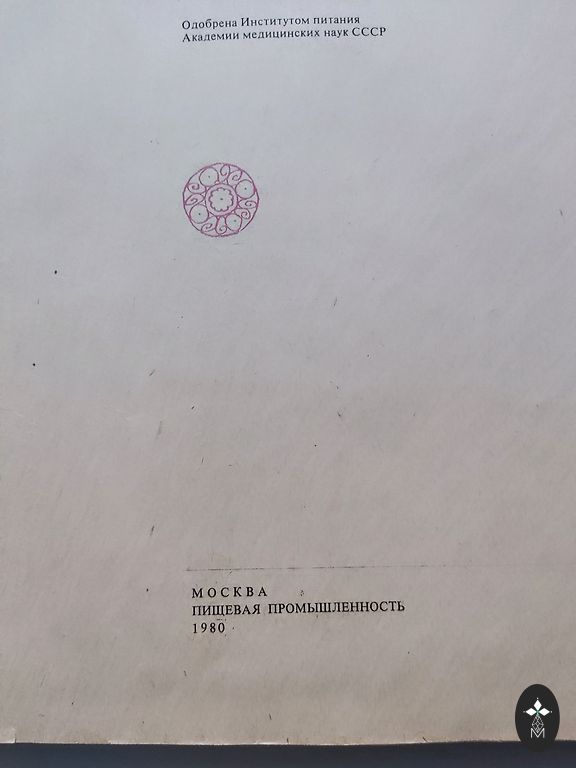 Одобрена Институтом питания
Академии медицинских наук СССР
МОСКВА
ПИЩЕВАЯ ПРОМЫШЛЕННОСТЬ
1980
M